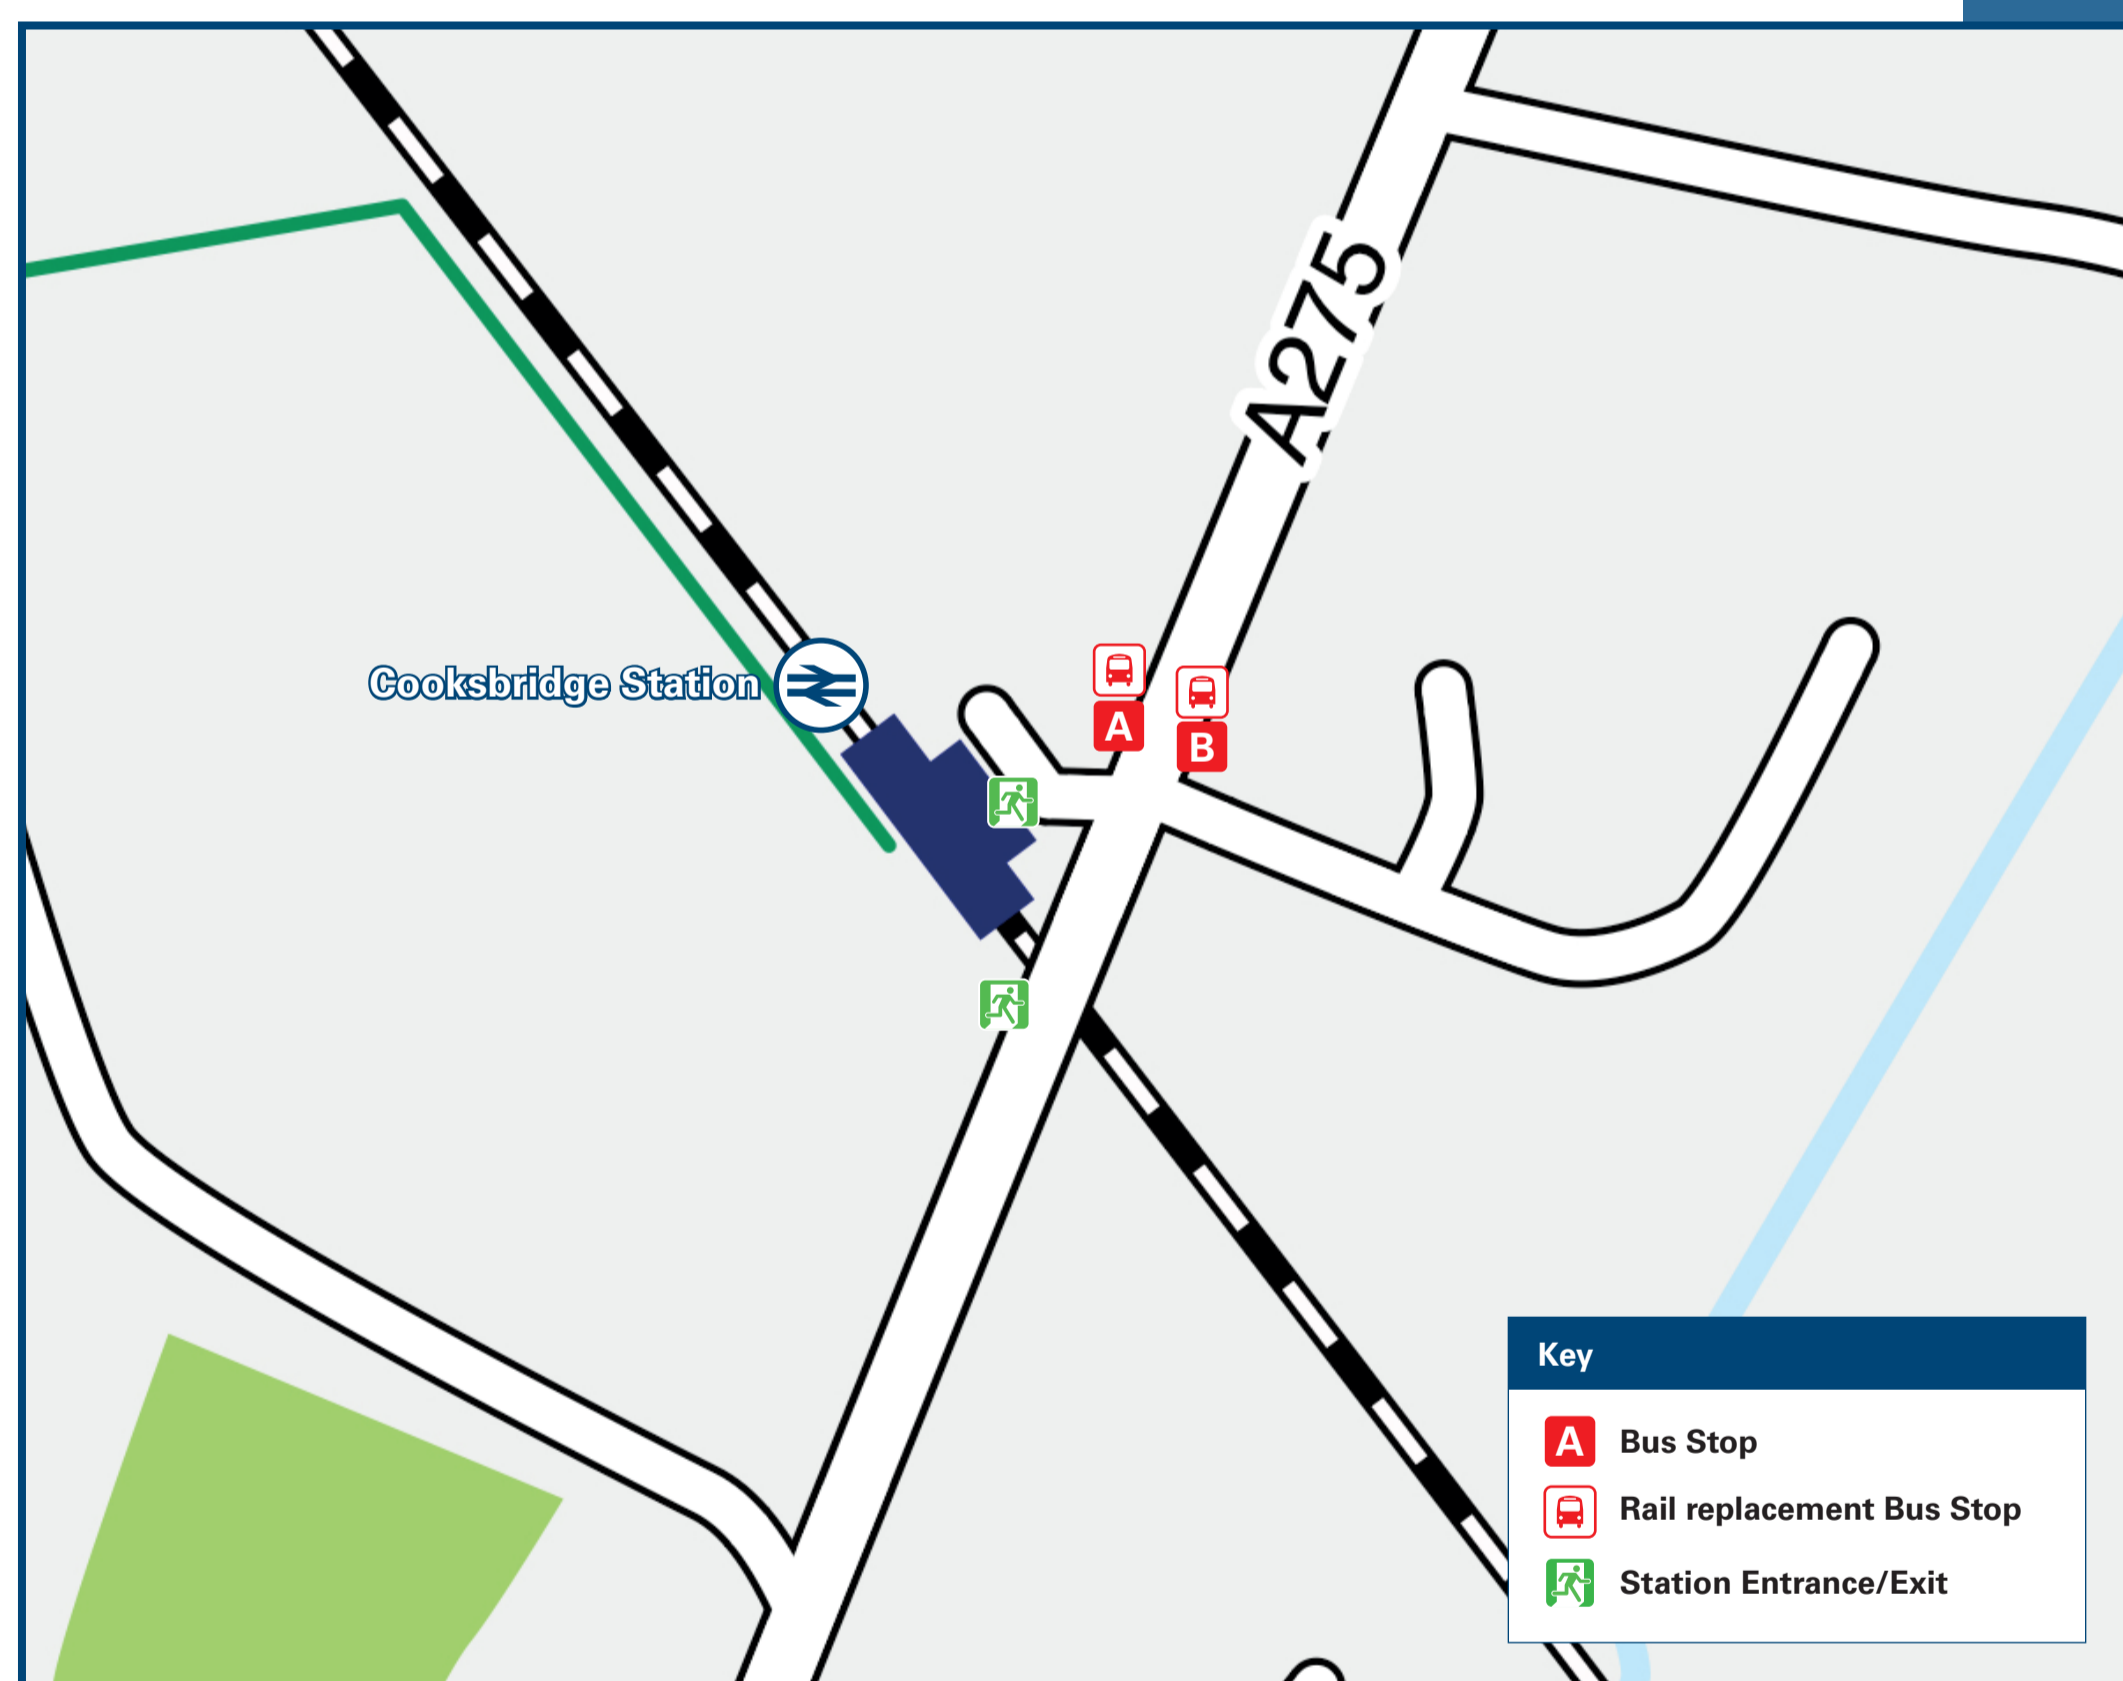 A275
Cooksbridge Station
A
B
Key
A Bus Stop
Rail replacement Bus Stop
Station Entrance/Exit